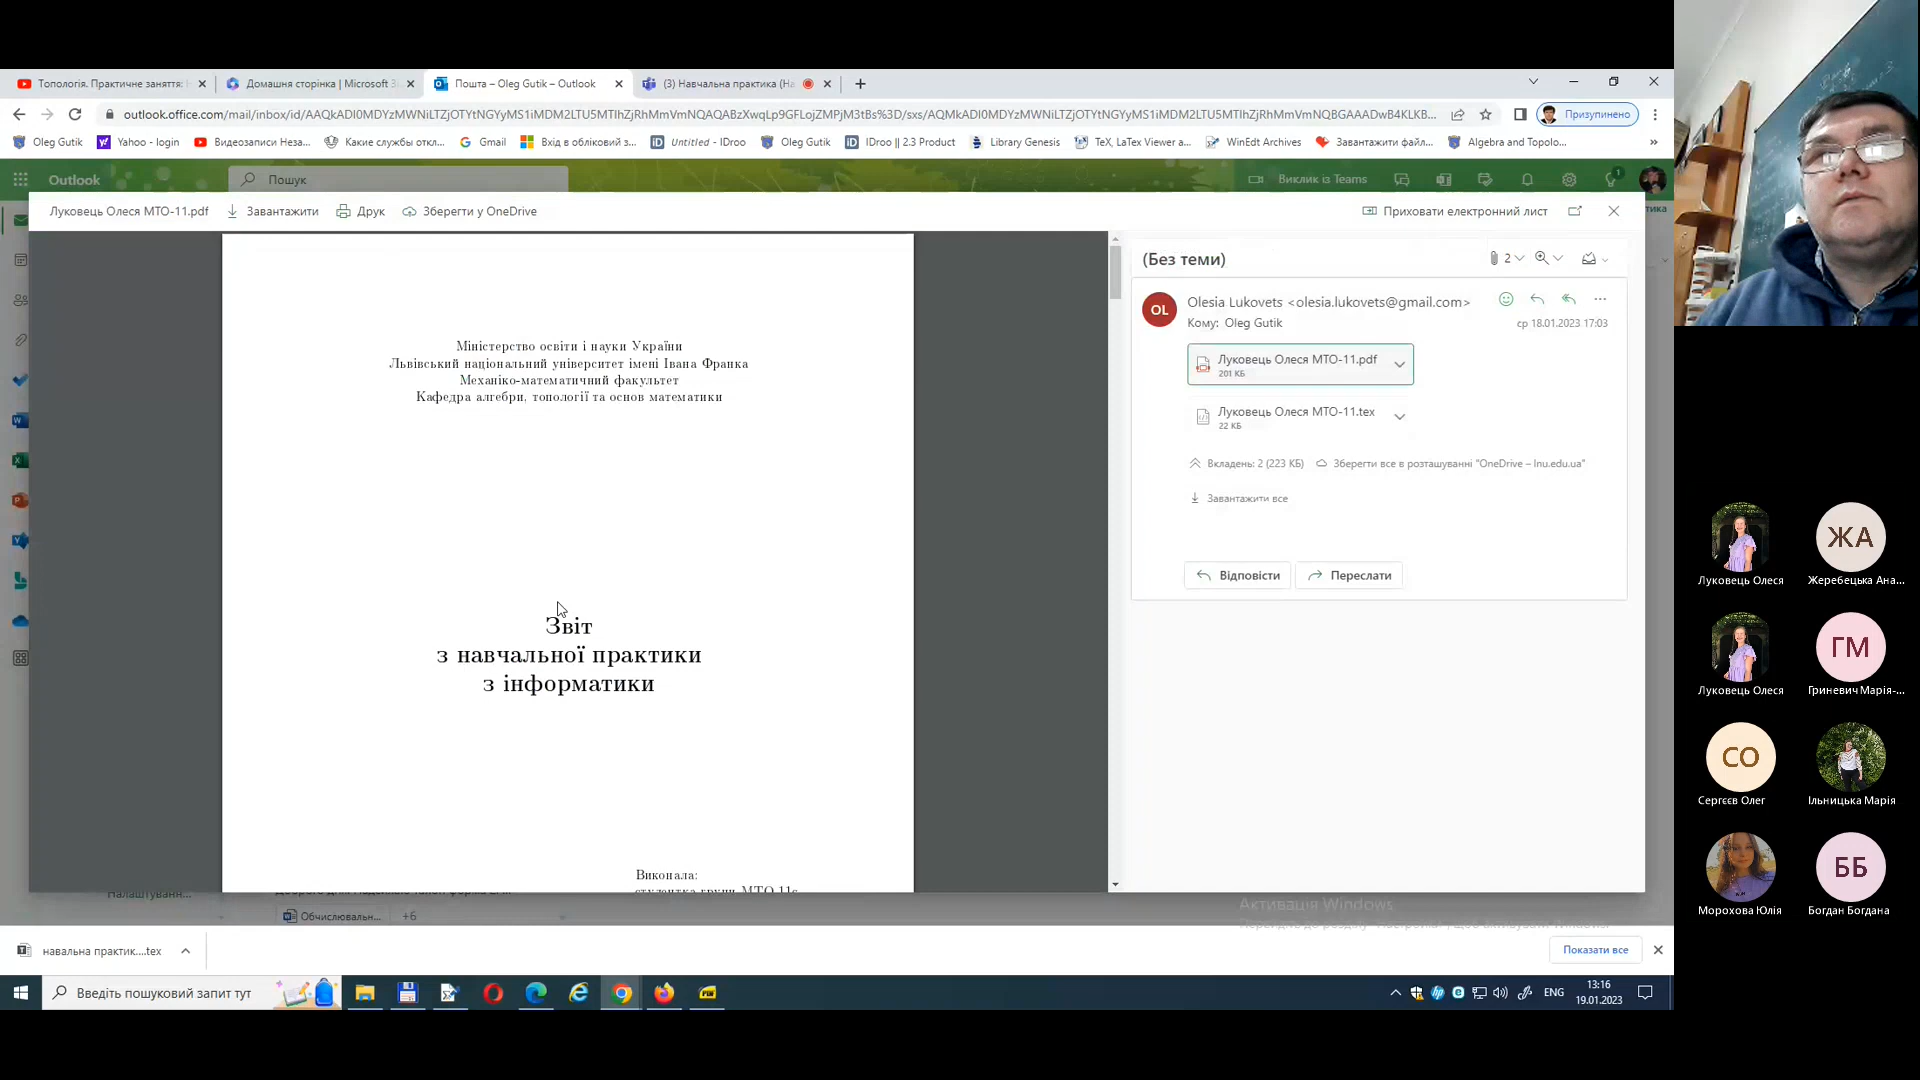 Топологія. Практичне заняття:
Домашня сторінка | Microsoft 3
Пошта – Oleg Gutik – Outlook
(3) Навчальна практика (На
outlook.office.com/mail/inbox/id/
Призупинено
Oleg Gutik
Yahoo - login
Видеозаписи Неза...
Какие службы откл...
Gmail
Вхід в обліковий з...
Untitled - IDroo
Oleg Gutik
IDroo || 2.3 Product
Library Genesis
TeX, LaTex Viewer a...
WinEdt Archives
Завантажити файл...
Algebra and Topolo...
»
Outlook
Пошук
Виклик із Teams
Луковець Олеся МТО-11.pdf
Завантажити
Друк
Зберегти у OneDrive
Приховати електронний лист
тика
Міністерство освіти і науки України
Львівський національний університет імені Івана Франка
Механіко-математичний факультет
Кафедра алгебри, топології та основ математики
Звіт
з навчальної практики
з інформатики
Виконала:
(Без теми)
2
OL
Olesia Lukovets <olesia.lukovets@gmail.com>
Кому: Oleg Gutik
ср 18.01.2023 17:03
Луковець Олеся МТО-11.pdf
201 КБ
Луковець Олеся МТО-11.tex
22 КБ
Вкладень: 2 (223 КБ)
Зберегти все в розташуванні "OneDrive – lnu.edu.ua"
Завантажити все
Відповісти
Переслати
Налаштування...
Обчислювальн...
+6
Активація Windows
навальна практик....tex
Показати все
Введіть пошуковий запит тут
ENG
13:16
19.01.2023
Луковець Олеся
ЖА
Жеребецька Ана...
Луковець Олеся
ГМ
Гриневич Марія-...
СО
Сергєєв Олег
Ільницька Марія
Морохова Юлія
ББ
Богдан Богдана